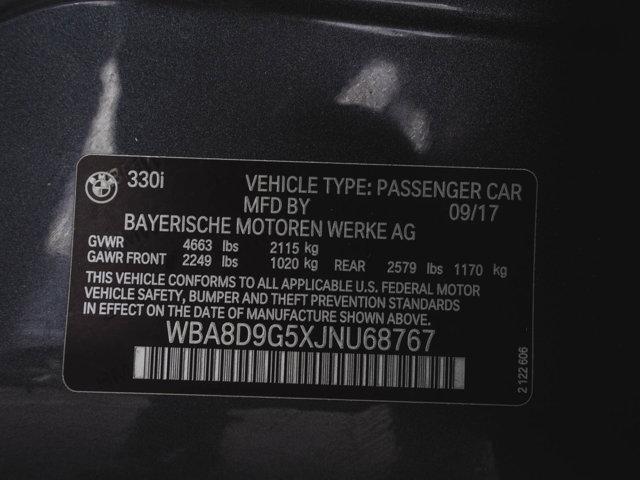 BMW 330i VEHICLE TYPE: PASSENGER CAR
MFD BY 09/17
BAYERISCHE MOTOREN WERKE AG
GVWR 4663 lbs 2115 kg
GAWR FRONT 2249 lbs 1020 kg REAR 2579 lbs 1170 kg
THIS VEHICLE CONFORMS TO ALL APPLICABLE U.S. FEDERAL MOTOR
VEHICLE SAFETY, BUMPER AND THEFT PREVENTION STANDARDS
IN EFFECT ON THE DATE OF MANUFACTURE SHOWN ABOVE
WBA8D9G5XJNU68767
2 122 606